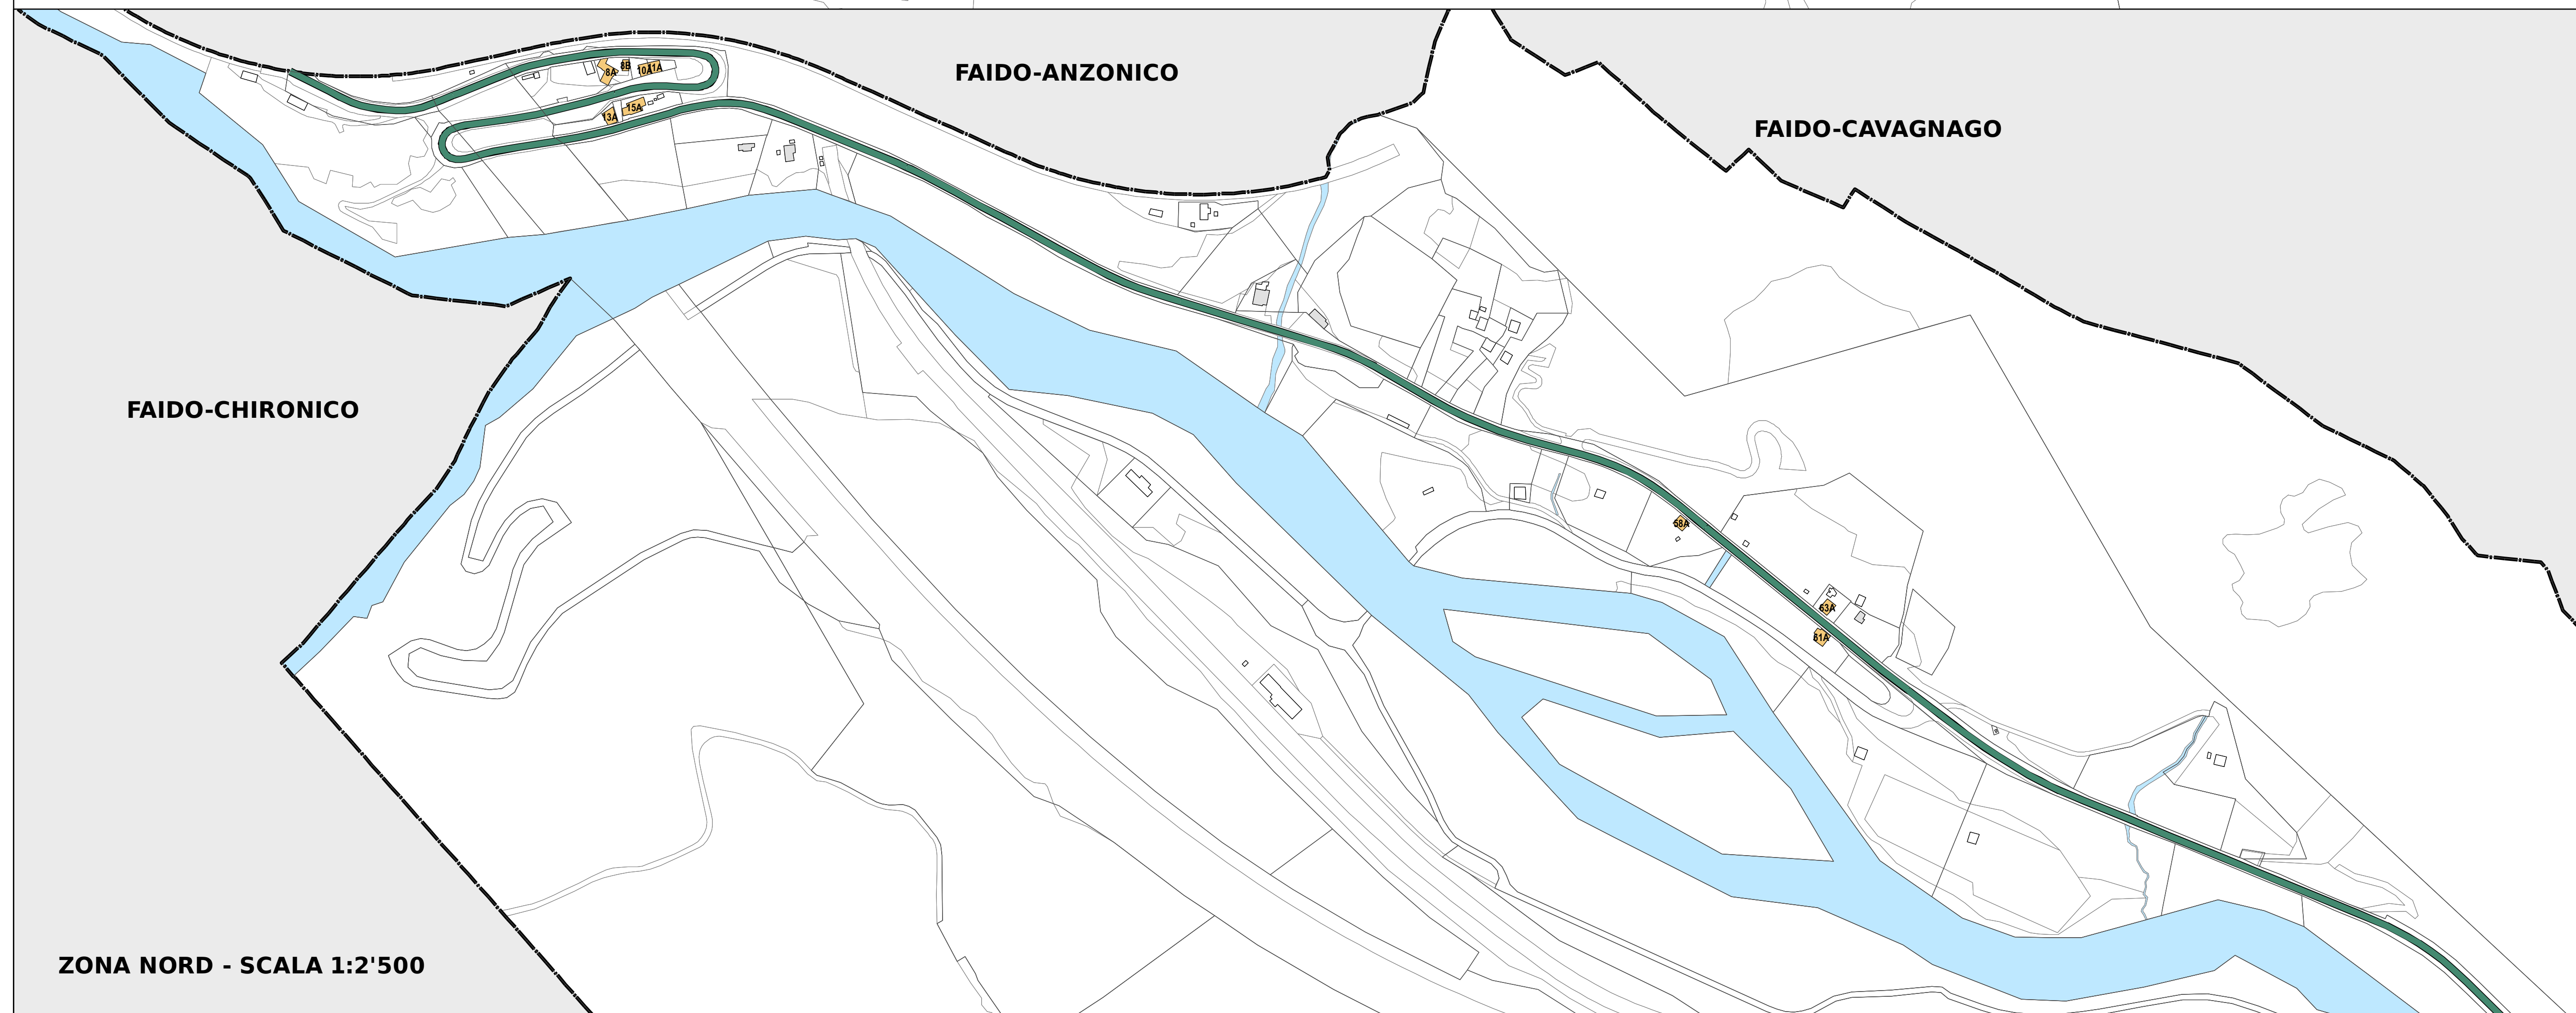 FAIDO-ANZONICO
FAIDO-CAVAGNAGO
8A
8B
10A
11A
15A
13A
FAIDO-CHIRONICO
58A
63A
61A
ZONA NORD - SCALA 1:2'500